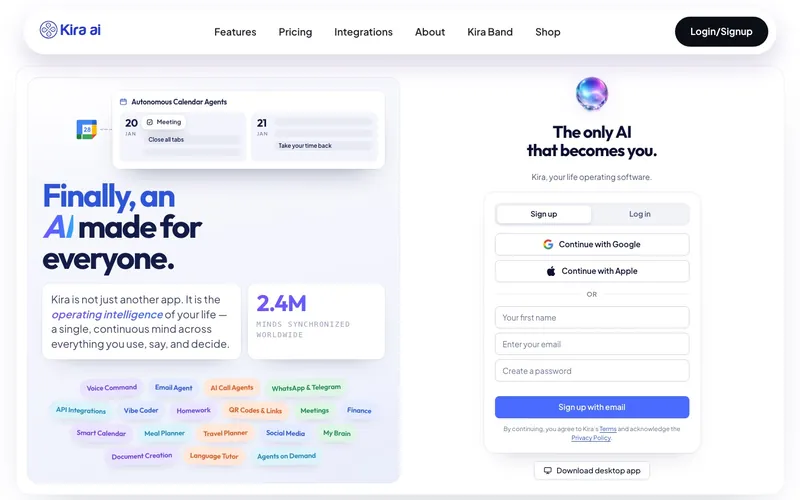 Kira ai
Features
Pricing
Integrations
About
Kira Band
Shop
Login/Signup
Autonomous Calendar Agents
28
20
JAN
Meeting
Close all tabs
21
JAN
Take your time back
Finally, an
AI made for
everyone.
Kira is not just another app. It is the
operating intelligence of your life —
a single, continuous mind across
everything you use, say, and decide.
2.4M
MINDS SYNCHRONIZED
WORLDWIDE
Voice Command
Email Agent
AI Call Agents
WhatsApp & Telegram
API Integrations
Vibe Coder
Homework
QR Codes & Links
Meetings
Finance
Smart Calendar
Meal Planner
Travel Planner
Social Media
My Brain
Document Creation
Language Tutor
Agents on Demand
The only AI
that becomes you.
Kira, your life operating software.
Sign up
Log in
Continue with Google
Continue with Apple
OR
Your first name
Enter your email
Create a password
Sign up with email
By continuing, you agree to Kira's Terms and acknowledge the
Privacy Policy.
Download desktop app